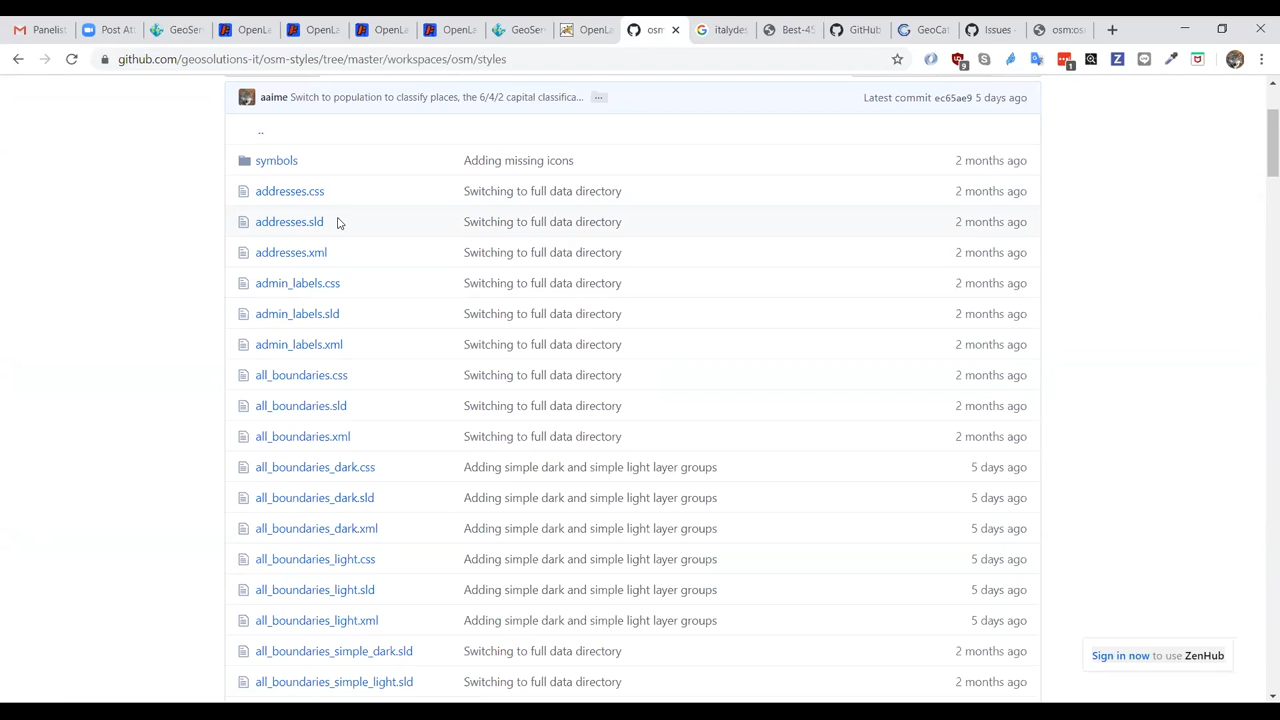 Panelist
Post Att
GeoServ
OpenLa
OpenLa
OpenLa
OpenLa
GeoSer
OpenLa
osm
italydes
Best-45
GitHub
GeoCat
Issues -
osm:os
github.com/geosolutions-it/osm-styles/tree/master/workspaces/osm/styles
9
1
aaime Switch to population to classify places, the 6/4/2 capital classifica...
Latest commit ec65ae9 5 days ago
..
symbols Adding missing icons 2 months ago
addresses.css Switching to full data directory 2 months ago
addresses.sld Switching to full data directory 2 months ago
addresses.xml Switching to full data directory 2 months ago
admin_labels.css Switching to full data directory 2 months ago
admin_labels.sld Switching to full data directory 2 months ago
admin_labels.xml Switching to full data directory 2 months ago
all_boundaries.css Switching to full data directory 2 months ago
all_boundaries.sld Switching to full data directory 2 months ago
all_boundaries.xml Switching to full data directory 2 months ago
all_boundaries_dark.css Adding simple dark and simple light layer groups 5 days ago
all_boundaries_dark.sld Adding simple dark and simple light layer groups 5 days ago
all_boundaries_dark.xml Adding simple dark and simple light layer groups 5 days ago
all_boundaries_light.css Adding simple dark and simple light layer groups 5 days ago
all_boundaries_light.sld Adding simple dark and simple light layer groups 5 days ago
all_boundaries_light.xml Adding simple dark and simple light layer groups 5 days ago
all_boundaries_simple_dark.sld Switching to full data directory 2 months ago
all_boundaries_simple_light.sld Switching to full data directory 2 months ago
Sign in now to use ZenHub